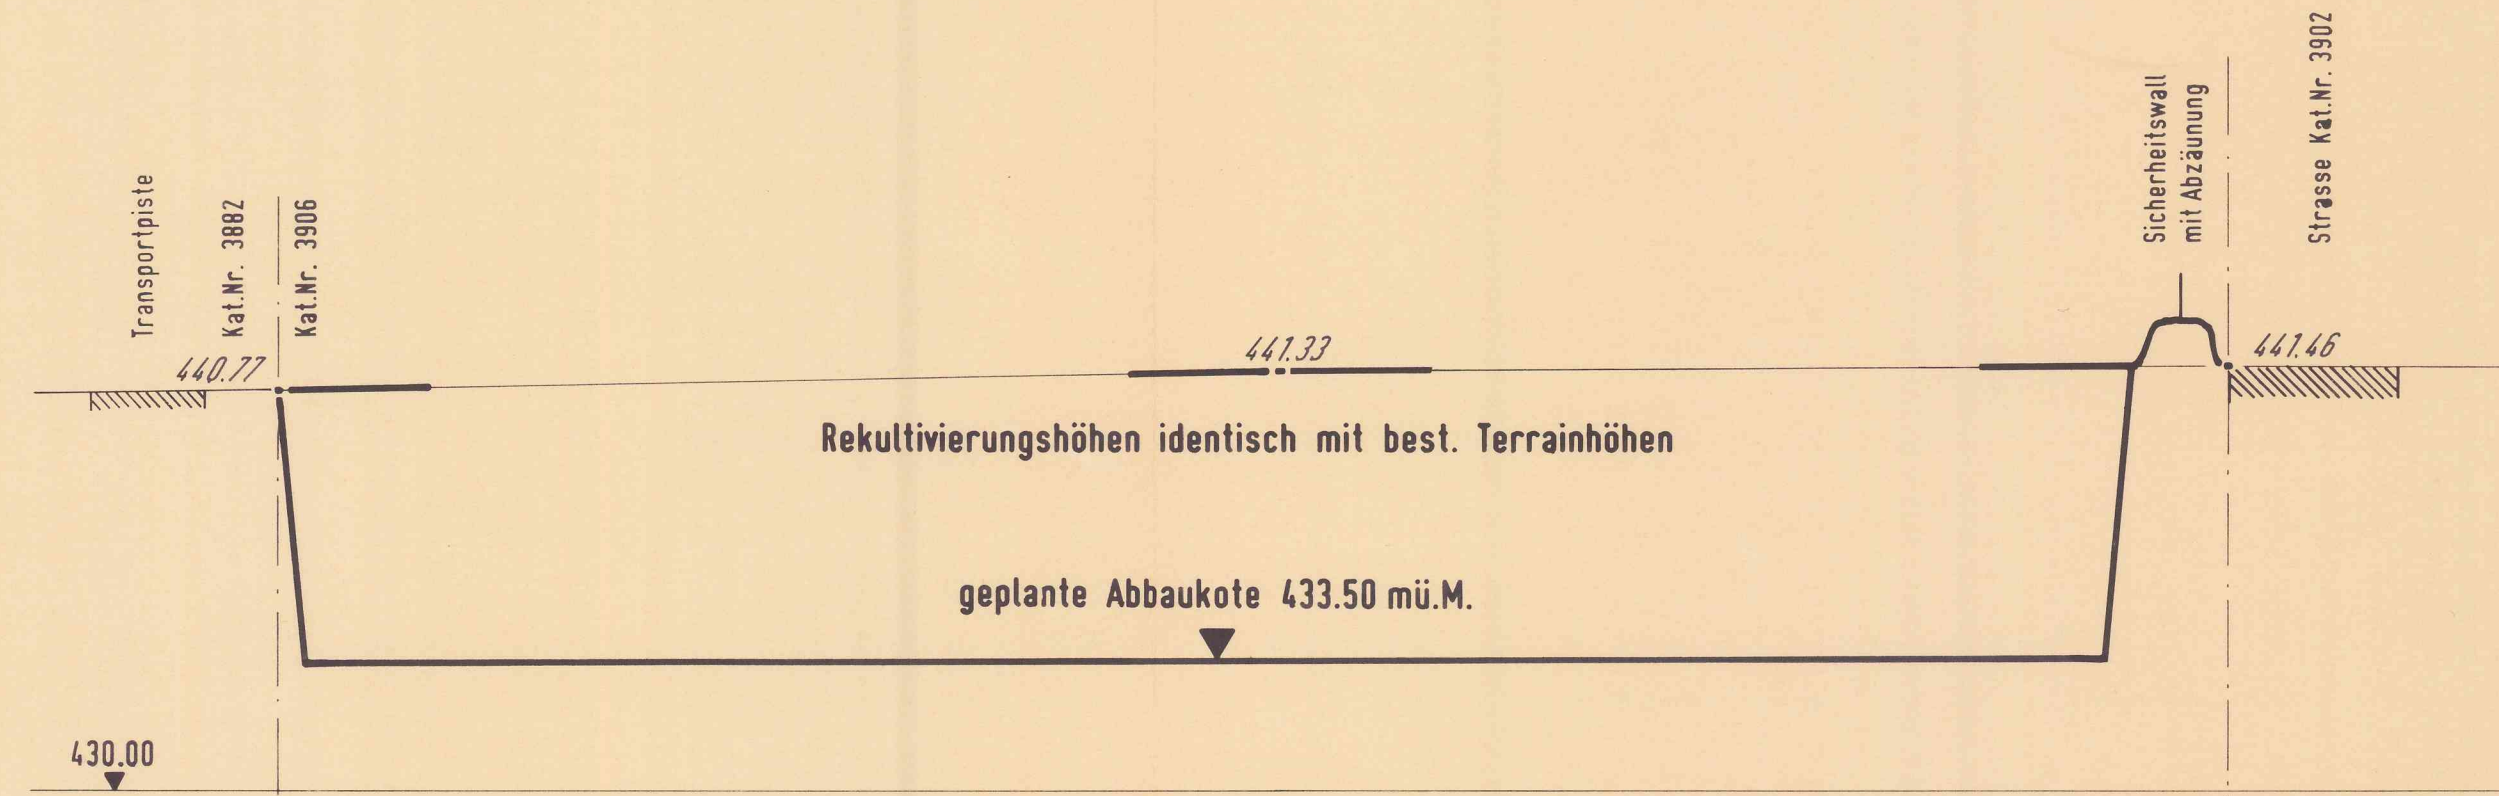 Transportpiste
Kat.Nr. 3882
Kat.Nr. 3906
Sicherheitswall
mit Abzäunung
Strasse Kat.Nr. 3902
440.77
441.33
441.46
Rekultivierungshöhen identisch mit best. Terrainhöhen
geplante Abbaukote 433.50 mü.M.
430.00